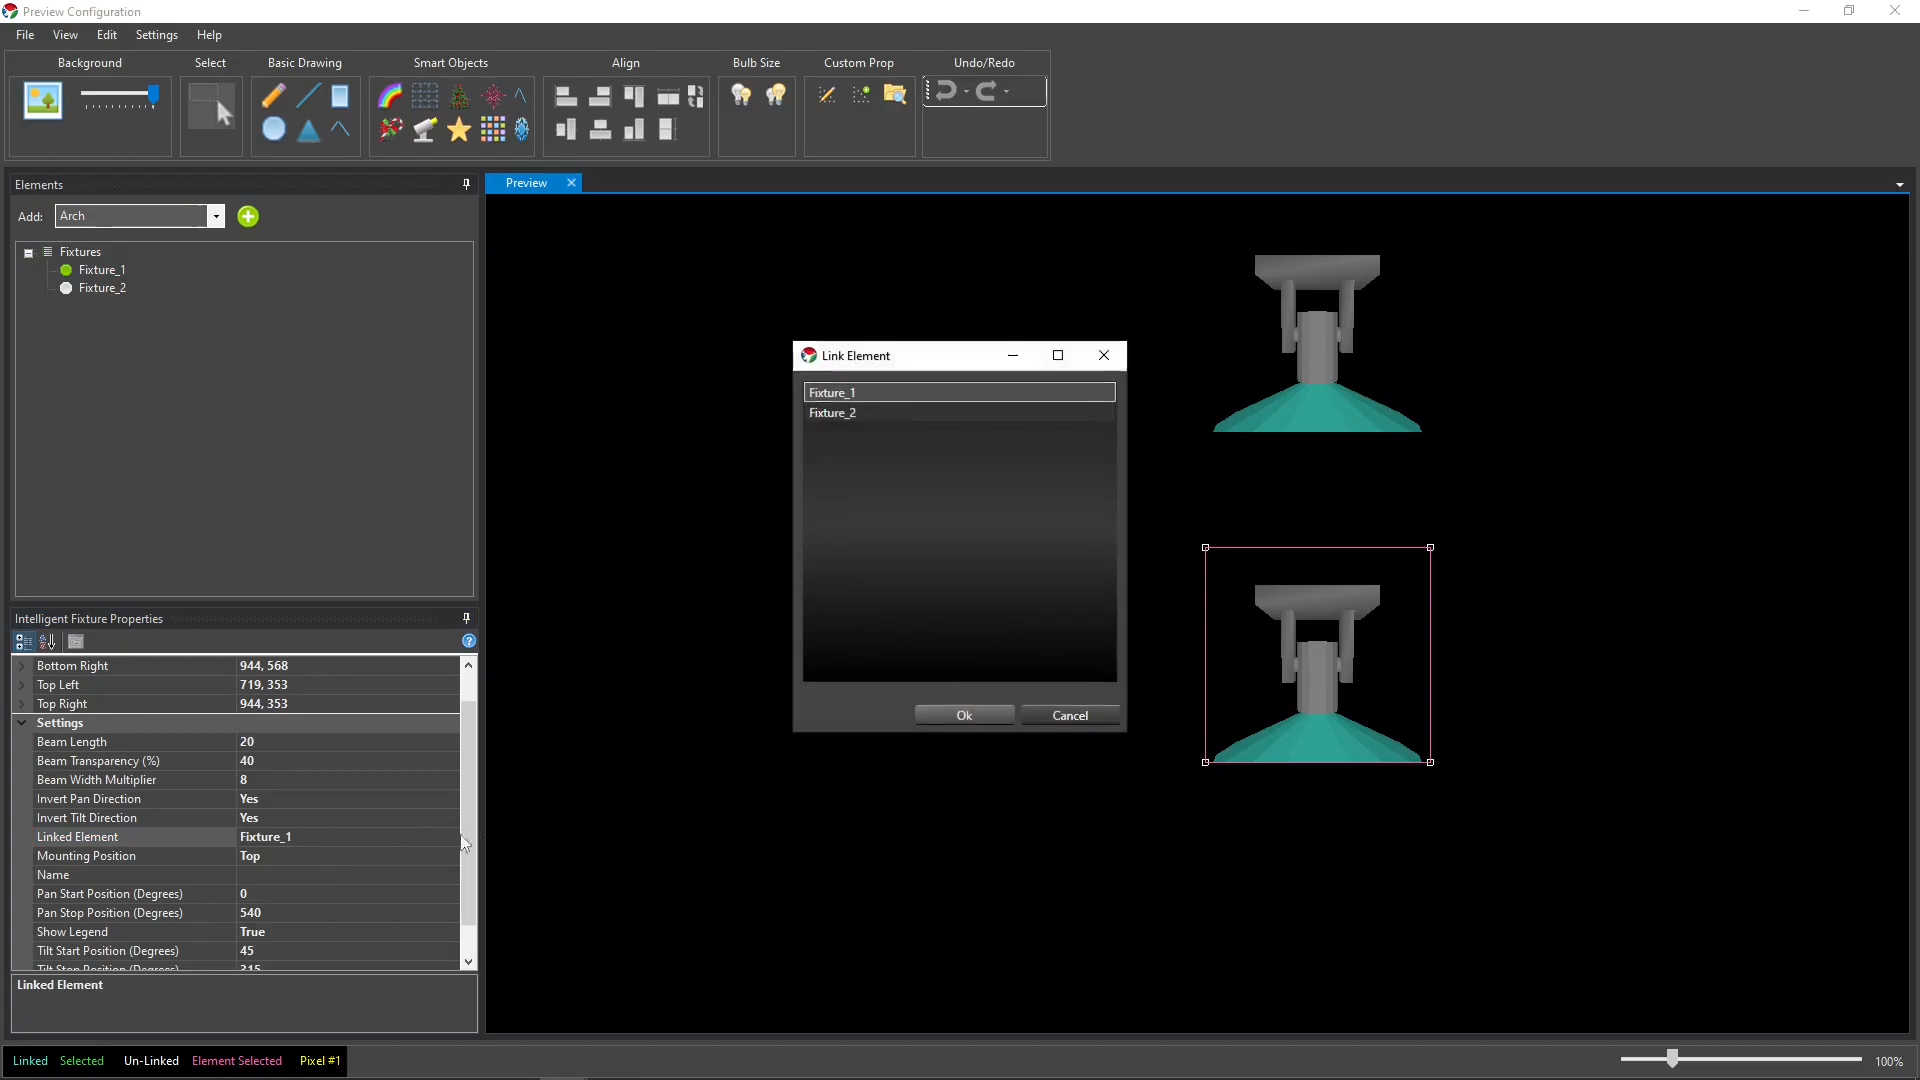 Preview Configuration
File View Edit Settings Help
Background Select Basic Drawing Smart Objects Align Bulb Size Custom Prop Undo/Redo
Elements
Add: Arch
Fixtures
Fixture_1
Fixture_2
Intelligent Fixture Properties
Bottom Right 944, 568
Top Left 719, 353
Top Right 944, 353
Settings
Beam Length 20
Beam Transparency (%) 40
Beam Width Multiplier 8
Invert Pan Direction Yes
Invert Tilt Direction Yes
Linked Element Fixture_1
Mounting Position Top
Name
Pan Start Position (Degrees) 0
Pan Stop Position (Degrees) 540
Show Legend True
Tilt Start Position (Degrees) 45
Tilt Stop Position (Degrees) 315
Linked Element
Preview
Link Element
Fixture_1
Fixture_2
Ok Cancel
Linked Selected Un-Linked Element Selected Pixel #1
100%